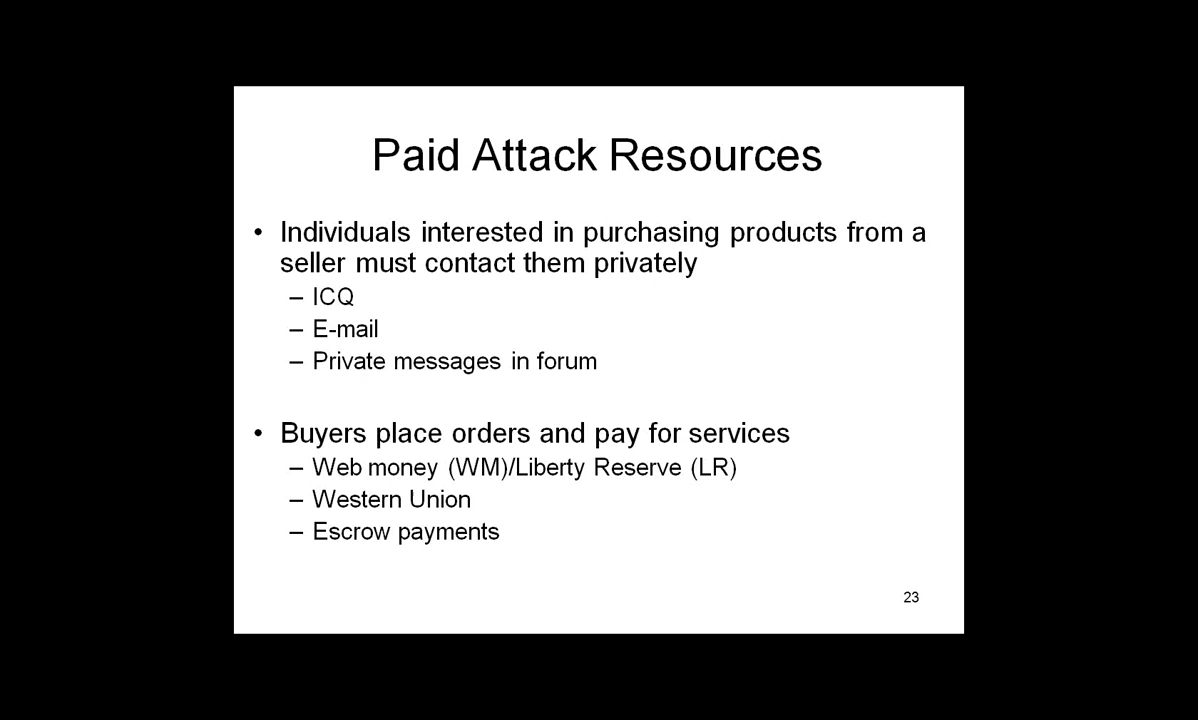 Paid Attack Resources
• Individuals interested in purchasing products from a
seller must contact them privately
– ICQ
– E-mail
– Private messages in forum
• Buyers place orders and pay for services
– Web money (WM)/Liberty Reserve (LR)
– Western Union
– Escrow payments
23